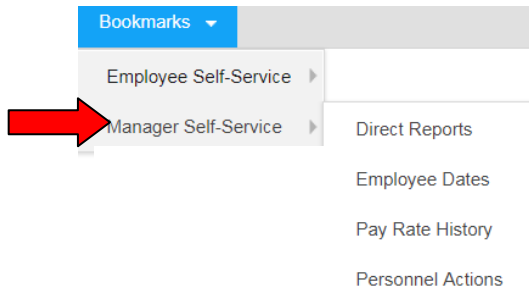 Bookmarks
Employee Self-Service
Manager Self-Service
Direct Reports
Employee Dates
Pay Rate History
Personnel Actions